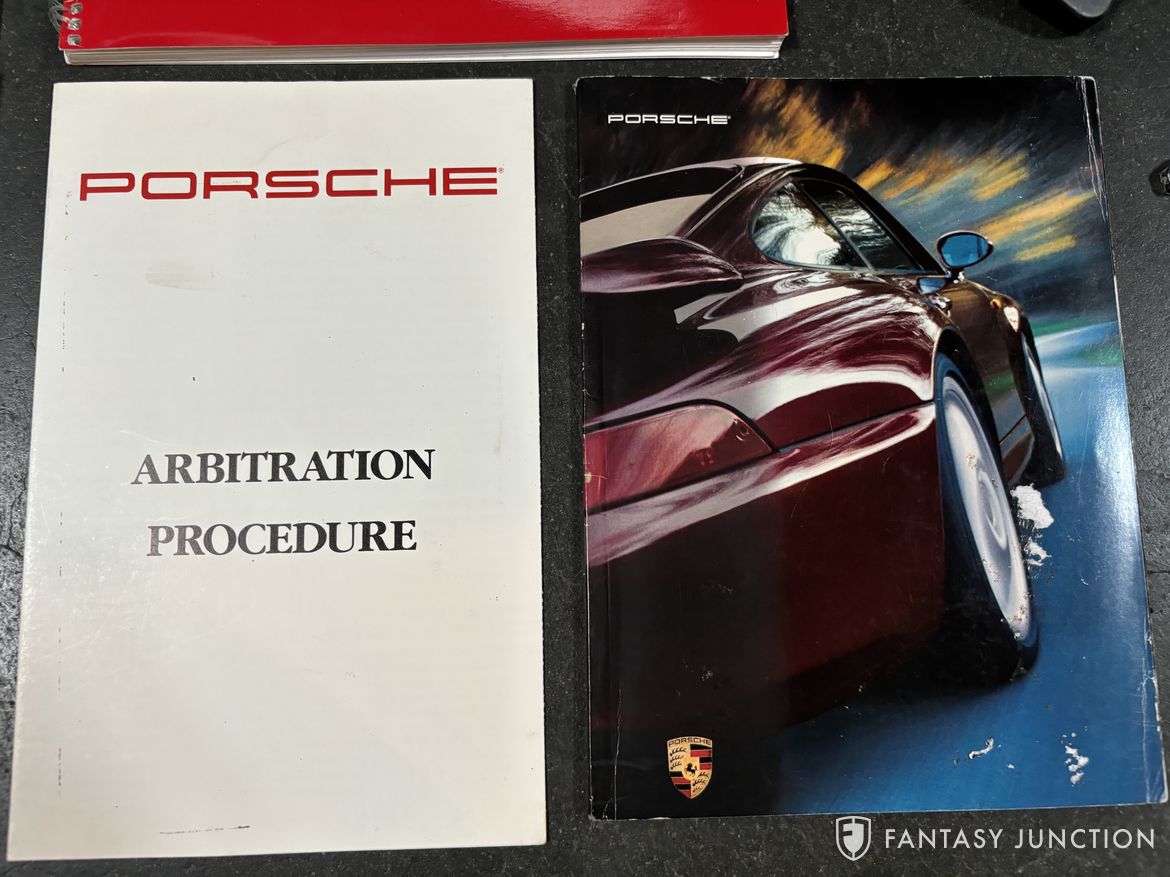 PORSCHE®
ARBITRATION
PROCEDURE
PORSCHE®
PORSCHE
FANTASY JUNCTION